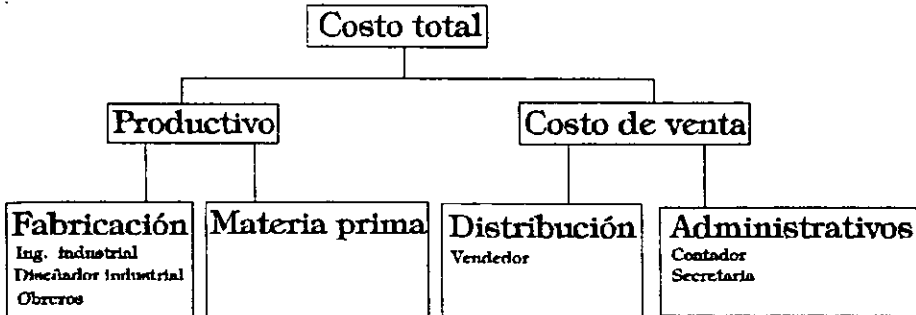 Costo total
Productivo
Costo de venta
Fabricación
Ing. industrial
Diseñador industrial
Obreros
Materia prima
Distribución
Vendedor
Administrativos
Contador
Secretaria